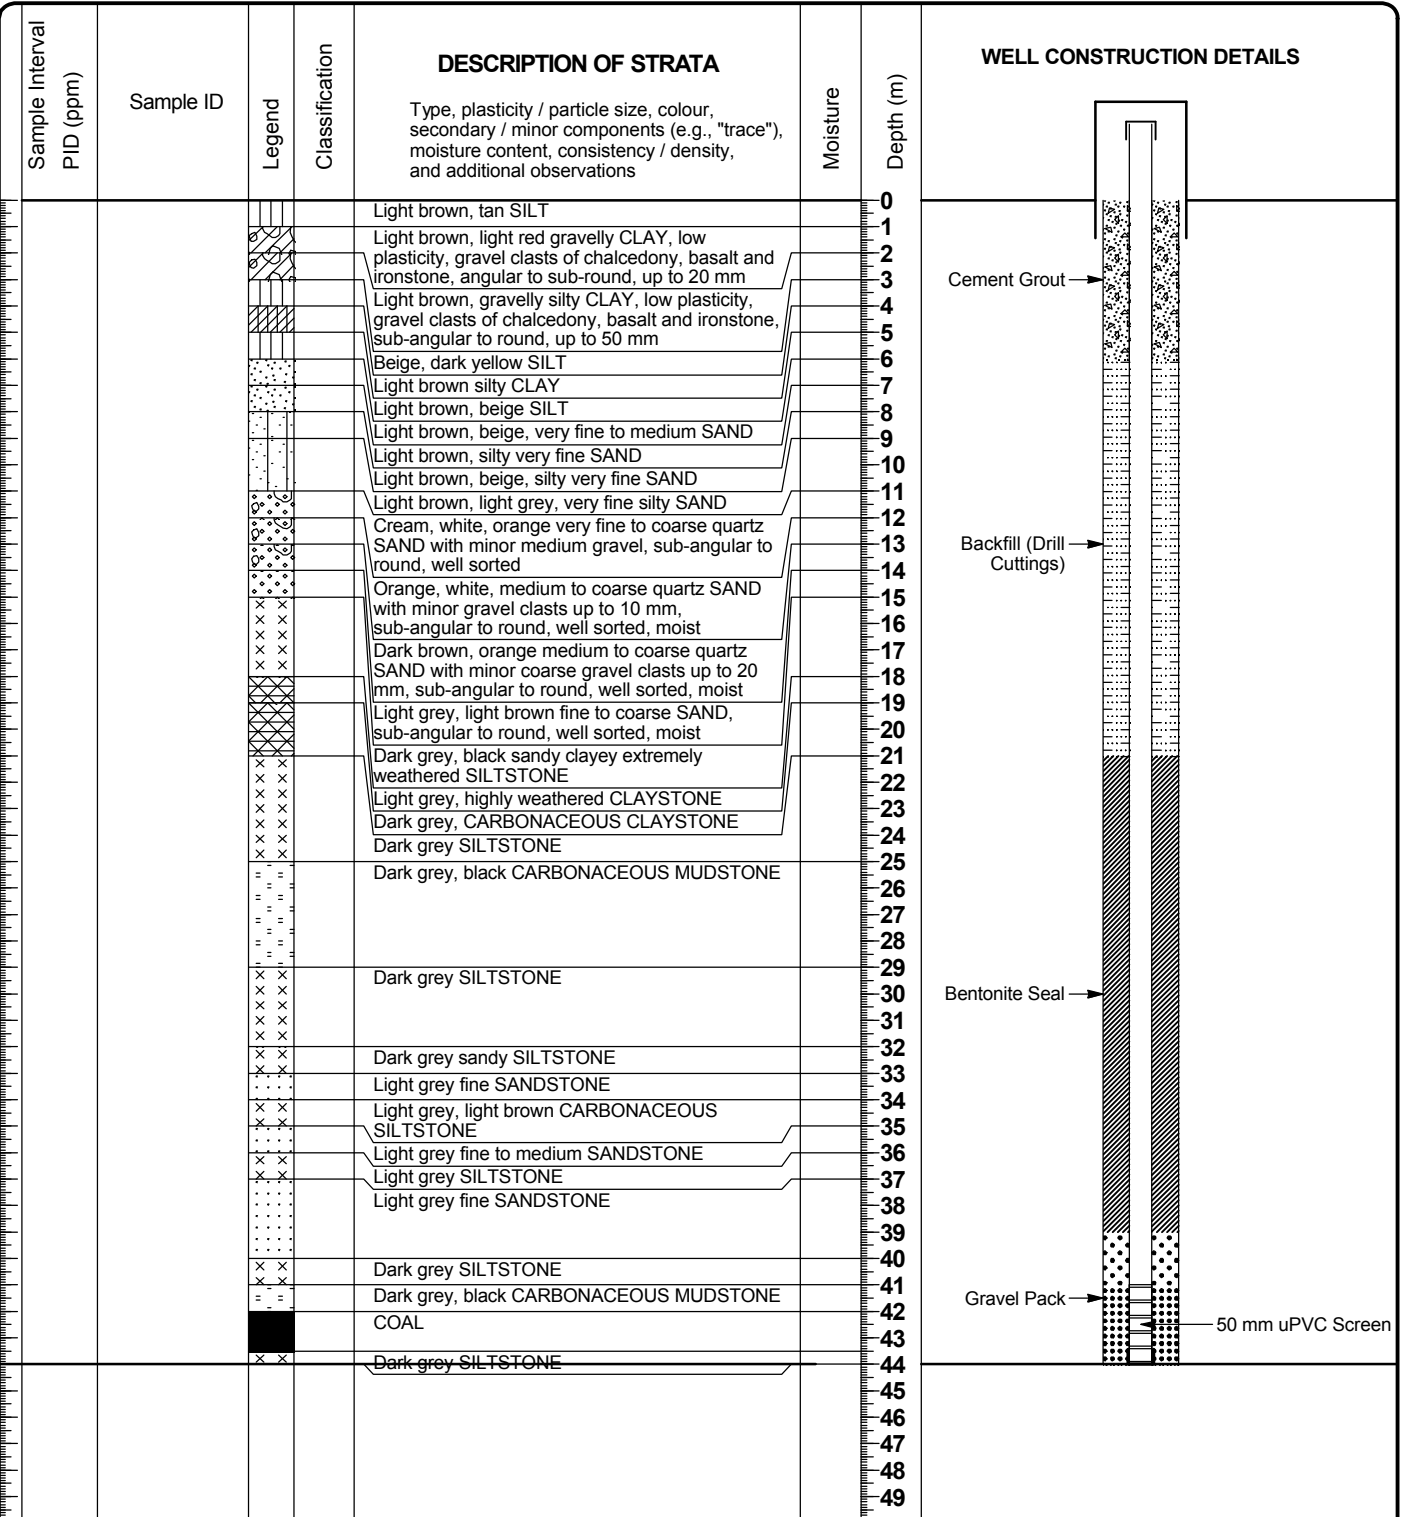 Sample Interval
PID (ppm)
Sample ID
Legend
Classification
DESCRIPTION OF STRATA
Type, plasticity / particle size, colour,
secondary / minor components (e.g., "trace"),
moisture content, consistency / density,
and additional observations
Moisture
Depth (m)
WELL CONSTRUCTION DETAILS
Light brown, tan SILT
Light brown, light red gravelly CLAY, low
plasticity, gravel clasts of chalcedony, basalt and
ironstone, angular to sub-round, up to 20 mm
Light brown, gravelly silty CLAY, low plasticity,
gravel clasts of chalcedony, basalt and ironstone,
sub-angular to round, up to 50 mm
Beige, dark yellow SILT
Light brown silty CLAY
Light brown, beige SILT
Light brown, beige, very fine to medium SAND
Light brown, silty very fine SAND
Light brown, beige, silty very fine SAND
Light brown, light grey, very fine silty SAND
Cream, white, orange very fine to coarse quartz
SAND with minor medium gravel, sub-angular to
round, well sorted
Orange, white, medium to coarse quartz SAND
with minor gravel clasts up to 10 mm,
sub-angular to round, well sorted, moist
Dark brown, orange medium to coarse quartz
SAND with minor coarse gravel clasts up to 20
mm, sub-angular to round, well sorted, moist
Light grey, light brown fine to coarse SAND,
sub-angular to round, well sorted, moist
Dark grey, black sandy clayey extremely
weathered SILTSTONE
Light grey, highly weathered CLAYSTONE
Dark grey, CARBONACEOUS CLAYSTONE
Dark grey SILTSTONE
Dark grey, black CARBONACEOUS MUDSTONE
Dark grey SILTSTONE
Dark grey sandy SILTSTONE
Light grey fine SANDSTONE
Light grey, light brown CARBONACEOUS
SILTSTONE
Light grey fine to medium SANDSTONE
Light grey SILTSTONE
Light grey fine SANDSTONE
Dark grey SILTSTONE
Dark grey, black CARBONACEOUS MUDSTONE
COAL
Dark grey SILTSTONE
0
1
2
3
4
5
6
7
8
9
10
11
12
13
14
15
16
17
18
19
20
21
22
23
24
25
26
27
28
29
30
31
32
33
34
35
36
37
38
39
40
41
42
43
44
45
46
47
48
49
Cement Grout
Backfill (Drill
Cuttings)
Bentonite Seal
Gravel Pack
50 mm uPVC Screen